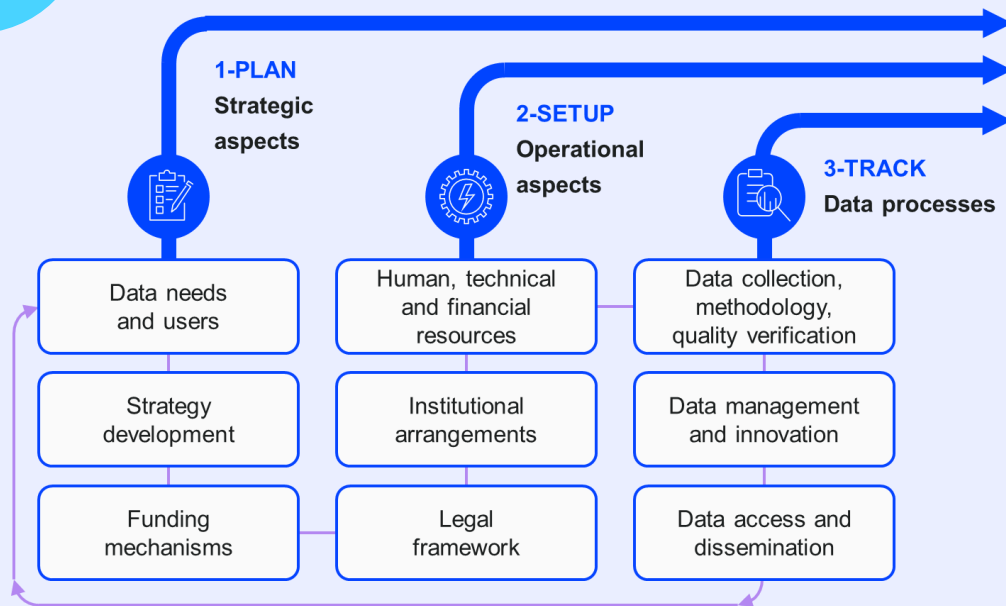 1-PLAN
Strategic
aspects
2-SETUP
Operational
aspects
3-TRACK
Data processes
Data needs
and users
Strategy
development
Funding
mechanisms
Human, technical
and financial
resources
Institutional
arrangements
Legal
framework
Data collection,
methodology,
quality verification
Data management
and innovation
Data access and
dissemination